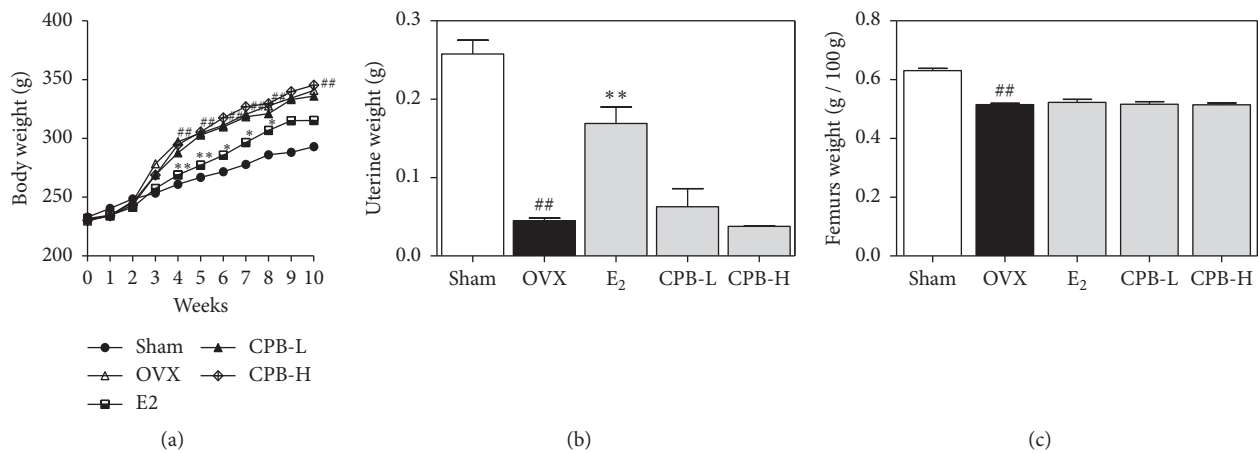 400
350
300
250
200
Body weight (g)
##
##
##
##
##
##
**
**
*
*
*
0 1 2 3 4 5 6 7 8 9 10
Weeks
Sham
OVX
E2
CPB-L
CPB-H
(a)
0.3
0.2
0.1
0.0
Uterine weight (g)
##
**
Sham OVX E₂ CPB-L CPB-H
(b)
0.8
0.6
0.4
0.2
0.0
Femurs weight (g / 100 g)
##
Sham OVX E₂ CPB-L CPB-H
(c)